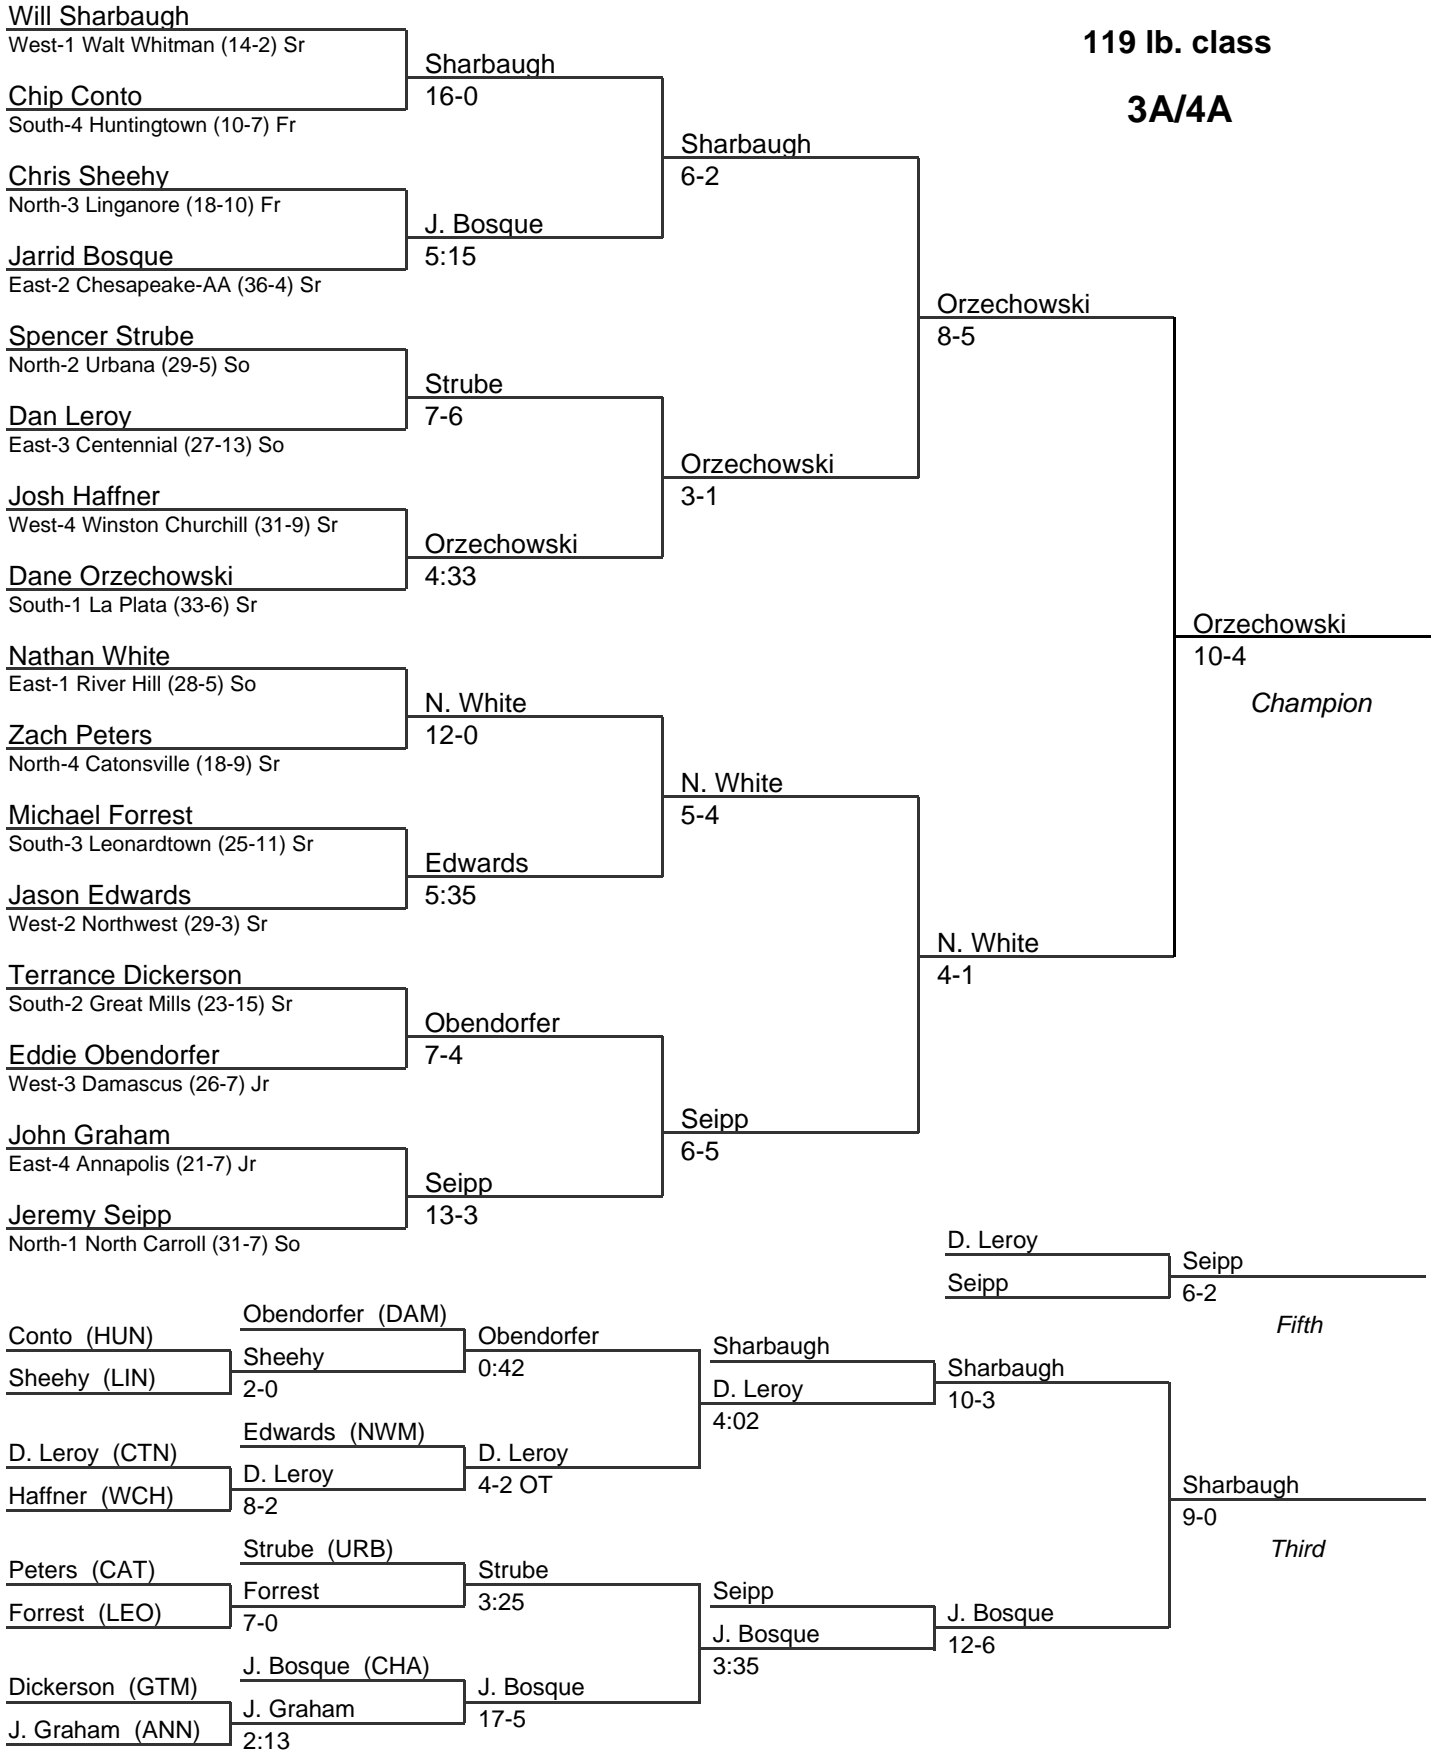 Will Sharbaugh
West-1 Walt Whitman (14-2) Sr
Chip Conto
South-4 Huntingtown (10-7) Fr
Chris Sheehy
North-3 Linganore (18-10) Fr
Jarrid Bosque
East-2 Chesapeake-AA (36-4) Sr
Spencer Strube
North-2 Urbana (29-5) So
Dan Leroy
East-3 Centennial (27-13) So
Josh Haffner
West-4 Winston Churchill (31-9) Sr
Dane Orzechowski
South-1 La Plata (33-6) Sr
Nathan White
East-1 River Hill (28-5) So
Zach Peters
North-4 Catonsville (18-9) Sr
Michael Forrest
South-3 Leonardtown (25-11) Sr
Jason Edwards
West-2 Northwest (29-3) Sr
Terrance Dickerson
South-2 Great Mills (23-15) Sr
Eddie Obendorfer
West-3 Damascus (26-7) Jr
John Graham
East-4 Annapolis (21-7) Jr
Jeremy Seipp
North-1 North Carroll (31-7) So
Sharbaugh
16-0
J. Bosque
5:15
Strube
7-6
Orzechowski
4:33
N. White
12-0
Edwards
5:35
Obendorfer
7-4
Seipp
13-3
Sharbaugh
6-2
Orzechowski
3-1
N. White
5-4
Seipp
6-5
119 lb. class
3A/4A
Orzechowski
8-5
N. White
4-1
Orzechowski
10-4
Champion
D. Leroy
Seipp
Seipp
6-2
Fifth
Conto (HUN)
Sheehy (LIN)
D. Leroy (CTN)
Haffner (WCH)
Peters (CAT)
Forrest (LEO)
Dickerson (GTM)
J. Graham (ANN)
Obendorfer (DAM)
Sheehy
2-0
Edwards (NWM)
D. Leroy
8-2
Strube (URB)
Forrest
7-0
J. Bosque (CHA)
J. Graham
2:13
Obendorfer
0:42
D. Leroy
4-2 OT
Strube
3:25
J. Bosque
17-5
Sharbaugh
D. Leroy
4:02
Seipp
J. Bosque
3:35
Sharbaugh
10-3
J. Bosque
12-6
Sharbaugh
9-0
Third